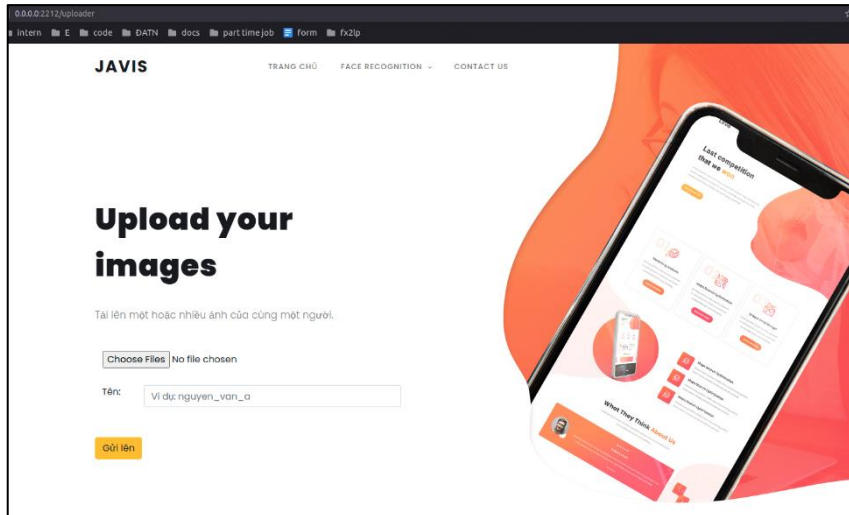 0.0.0.0:2212/uploader
intern E code ĐATN docs part time job form fx2lp
JAVIS TRANG CHỦ FACE RECOGNITION CONTACT US
Upload your
images
Tải lên một hoặc nhiều ảnh của cùng một người.
Choose Files No file chosen
Tên: Ví dụ: nguyen_van_a
Gửi lên
Last competition
that we won
What They Think About Us